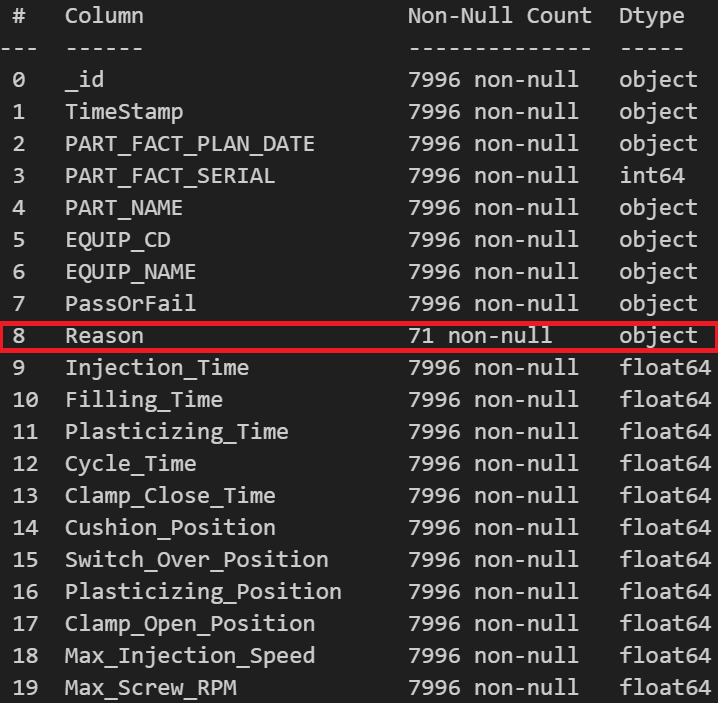 #   Column                    Non-Null Count  Dtype
---  ------                    --------------  -----
0   _id                       7996 non-null   object
1   TimeStamp                 7996 non-null   object
2   PART_FACT_PLAN_DATE       7996 non-null   object
3   PART_FACT_SERIAL          7996 non-null   int64
4   PART_NAME                 7996 non-null   object
5   EQUIP_CD                  7996 non-null   object
6   EQUIP_NAME                7996 non-null   object
7   PassOrFail                7996 non-null   object
8   Reason                    71 non-null     object
9   Injection_Time            7996 non-null   float64
10  Filling_Time              7996 non-null   float64
11  Plasticizing_Time         7996 non-null   float64
12  Cycle_Time                7996 non-null   float64
13  Clamp_Close_Time          7996 non-null   float64
14  Cushion_Position          7996 non-null   float64
15  Switch_Over_Position      7996 non-null   float64
16  Plasticizing_Position     7996 non-null   float64
17  Clamp_Open_Position       7996 non-null   float64
18  Max_Injection_Speed       7996 non-null   float64
19  Max_Screw_RPM             7996 non-null   float64